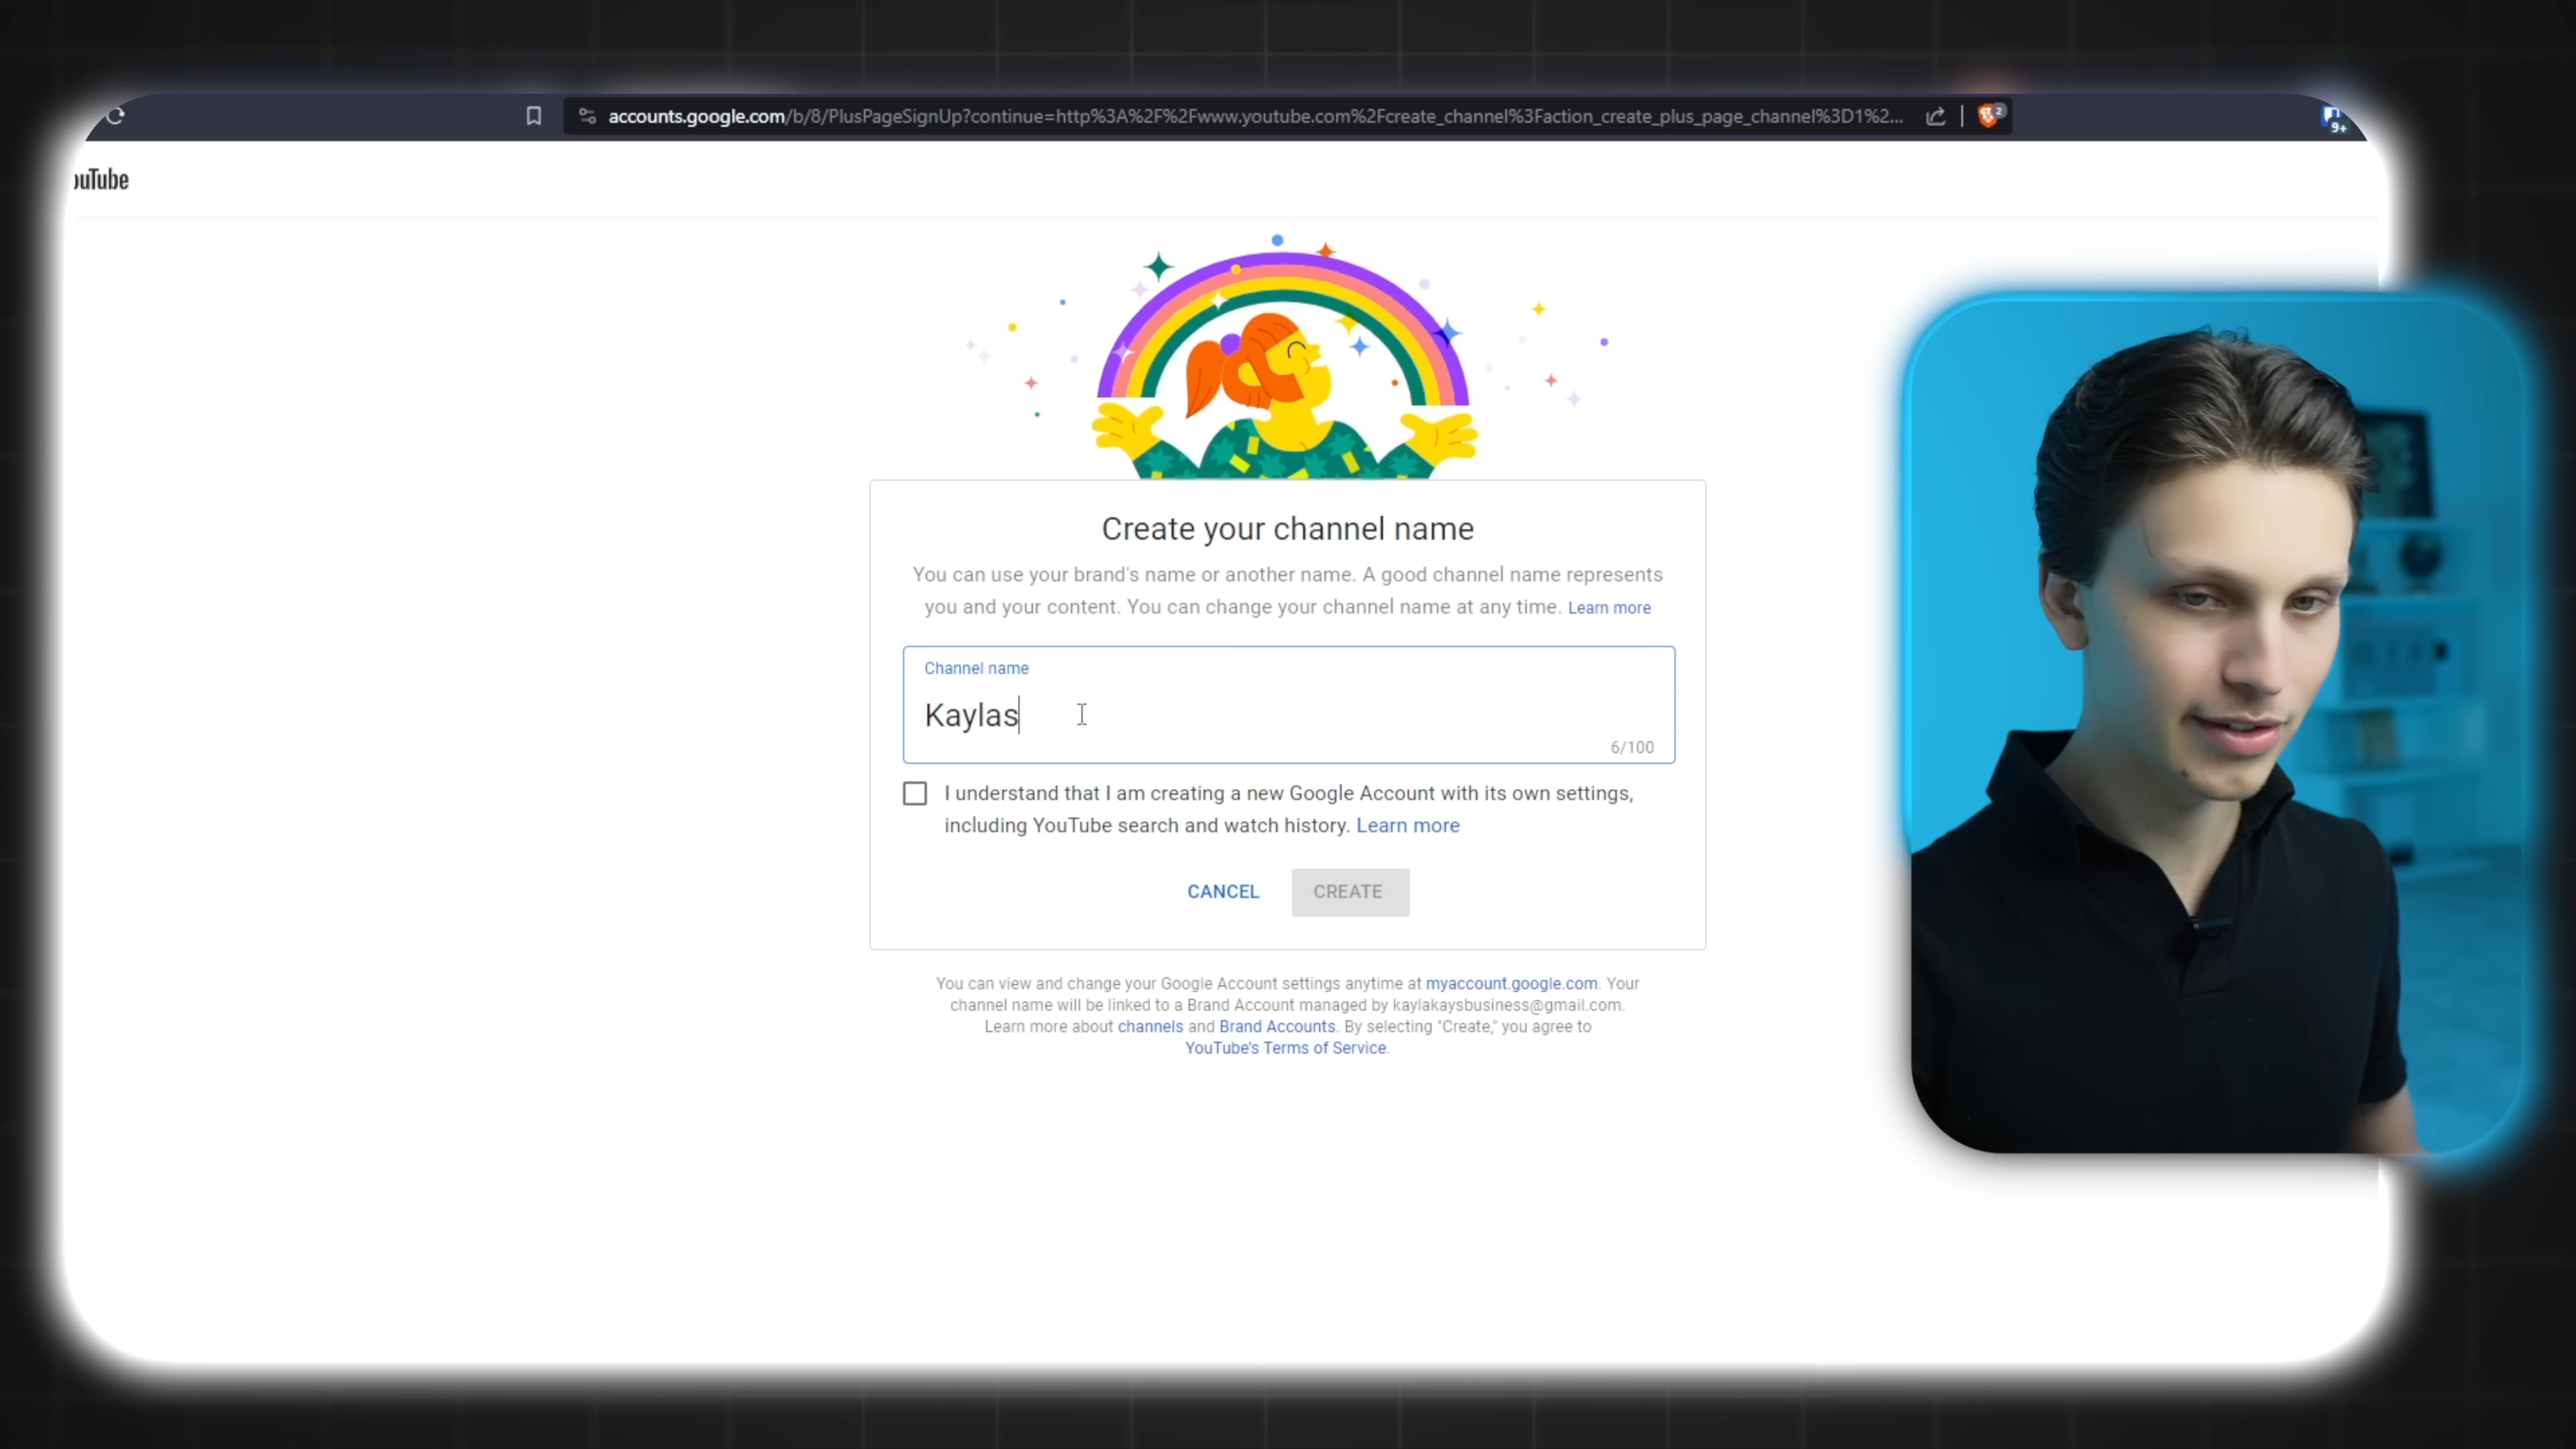 accounts.google.com/b/8/PlusPageSignUp?continue=http%3A%2F%2Fwww.youtube.com%2Fcreate_channel%3Faction_create_plus_page_channel%3D1%2...
2
9+
ouTube
Create your channel name
You can use your brand's name or another name. A good channel name represents
you and your content. You can change your channel name at any time. Learn more
Channel name
Kaylas
6/100
I understand that I am creating a new Google Account with its own settings,
including YouTube search and watch history. Learn more
CANCEL CREATE
You can view and change your Google Account settings anytime at myaccount.google.com. Your
channel name will be linked to a Brand Account managed by kaylakaysbusiness@gmail.com.
Learn more about channels and Brand Accounts. By selecting "Create," you agree to
YouTube's Terms of Service.